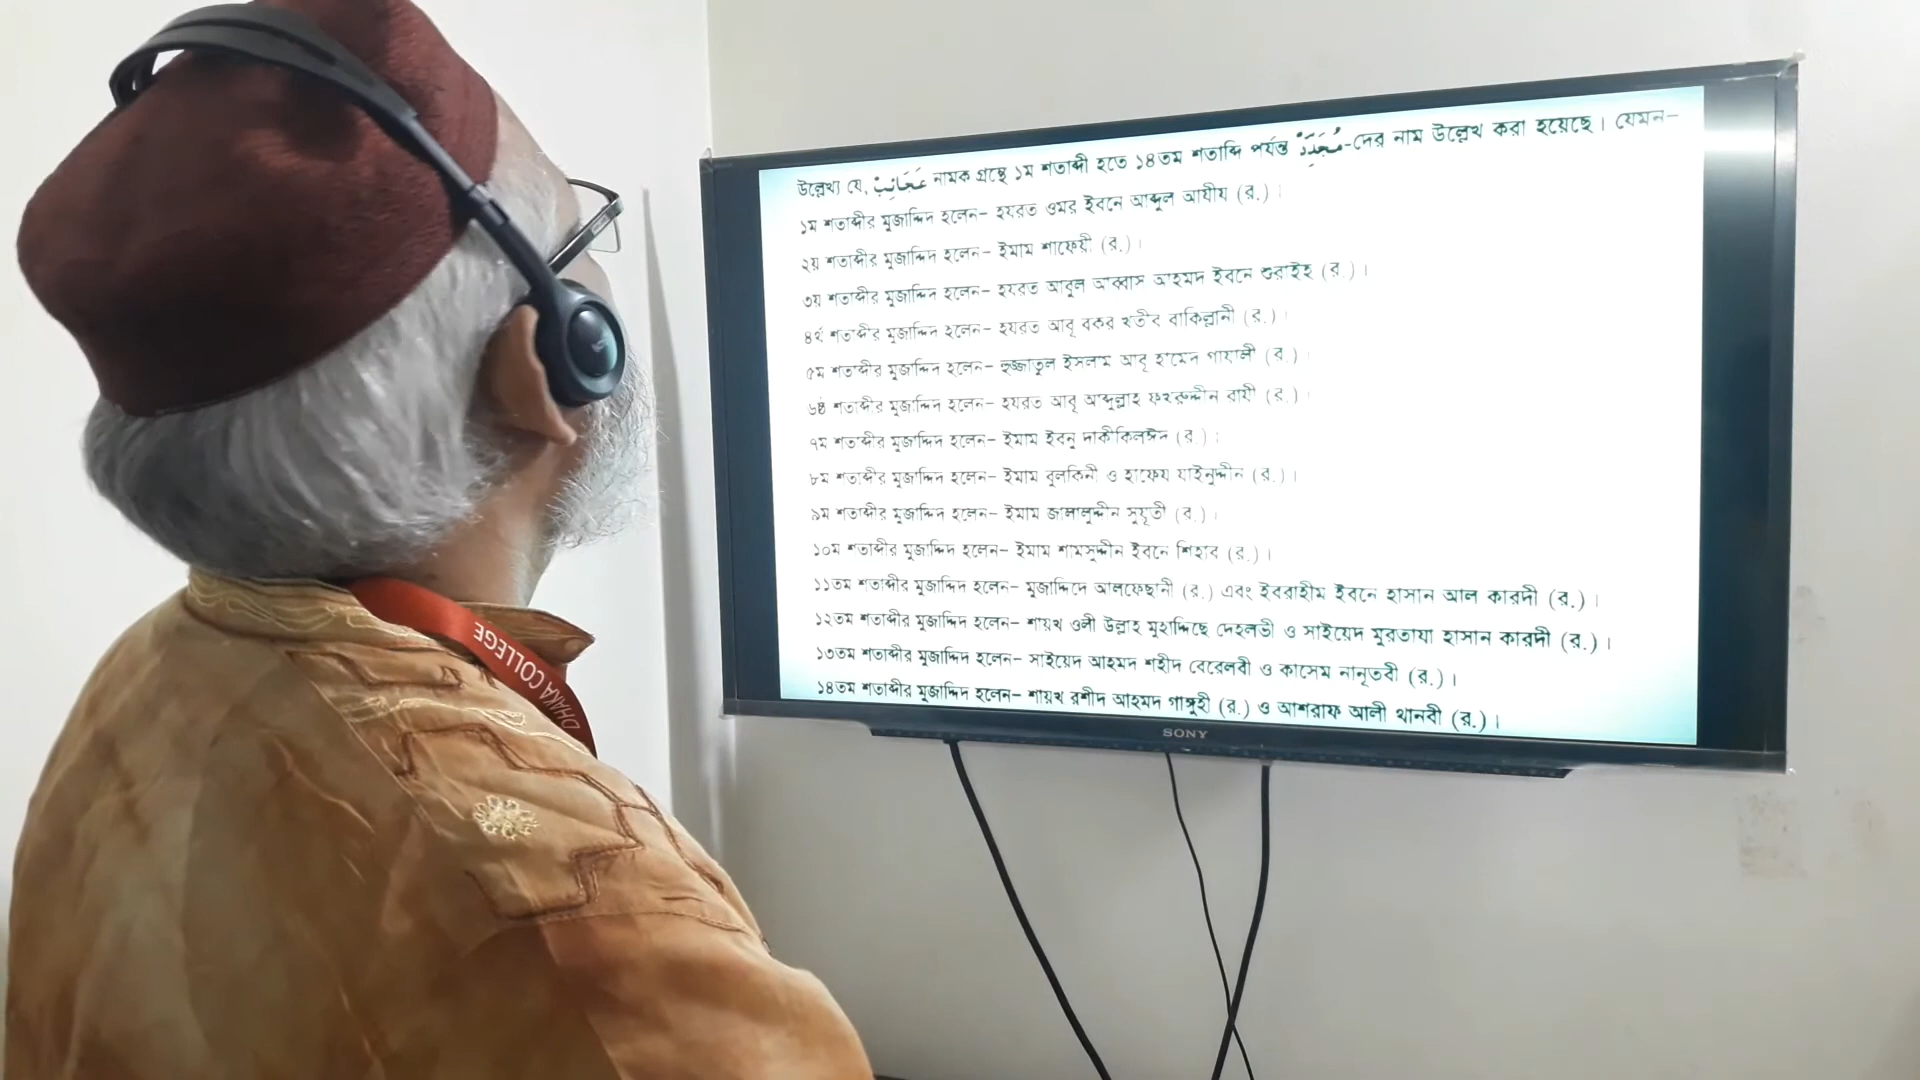 উল্লেখ্য যে, عَجَائِبُ নামক গ্রন্থে ১ম শতাব্দী হতে ১৪তম শতাব্দি পর্যন্ত مُجَدِّدْ-দের নাম উল্লেখ করা হয়েছে। যেমন-
১ম শতাব্দীর মুজাদ্দিদ হলেন- হযরত ওমর ইবনে আব্দুল আযীয (র.)।
২য় শতাব্দীর মুজাদ্দিদ হলেন- ইমাম শাফেয়ী (র.)।
৩য় শতাব্দীর মুজাদ্দিদ হলেন- হযরত আবুল আব্বাস আহমদ ইবনে শুরাইহ (র.)।
৪র্থ শতাব্দীর মুজাদ্দিদ হলেন- হযরত আবূ বকর খতীব বাকিল্লানী (র.)।
৫ম শতাব্দীর মুজাদ্দিদ হলেন- হুজ্জাতুল ইসলাম আবূ হামেদ গাযালী (র.)।
৬ষ্ঠ শতাব্দীর মুজাদ্দিদ হলেন- হযরত আবূ আব্দুল্লাহ ফখরুদ্দীন রাযী (র.)।
৭ম শতাব্দীর মুজাদ্দিদ হলেন- ইমাম ইবনু দাকীকিলঈদ (র.)।
৮ম শতাব্দীর মুজাদ্দিদ হলেন- ইমাম বুলকিনী ও হাফেয যাইনুদ্দীন (র.)।
৯ম শতাব্দীর মুজাদ্দিদ হলেন- ইমাম জালালুদ্দীন সুয়ূতী (র.)।
১০ম শতাব্দীর মুজাদ্দিদ হলেন- ইমাম শামসুদ্দীন ইবনে শিহাব (র.)।
১১তম শতাব্দীর মুজাদ্দিদ হলেন- মুজাদ্দিদে আলফেছানী (র.) এবং ইবরাহীম ইবনে হাসান আল কারদী (র.)।
১২তম শতাব্দীর মুজাদ্দিদ হলেন- শায়খ ওলী উল্লাহ মুহাদ্দিছে দেহলভী ও সাইয়েদ মুরতাযা হাসান কারদী (র.)।
১৩তম শতাব্দীর মুজাদ্দিদ হলেন- সাইয়েদ আহমদ শহীদ বেরেলবী ও কাসেম নানূতবী (র.)।
১৪তম শতাব্দীর মুজাদ্দিদ হলেন- শায়খ রশীদ আহমদ গাঙ্গুহী (র.) ও আশরাফ আলী থানবী (র.)।
SONY
DHAKA COLLEGE